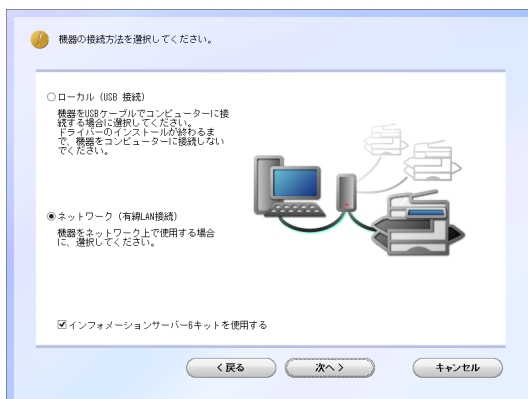 機器の接続方法を選択してください。
ローカル（USB 接続）
機器をUSBケーブルでコンピューターに接
続する場合に選択してください。
ドライバーのインストールが終わるま
で、機器をコンピューターに接続しない
でください。
ネットワーク（有線LAN接続）
機器をネットワーク上で使用する場合
に、選択してください。
インフォメーションサーバー6キットを使用する
＜戻る
次へ＞
キャンセル